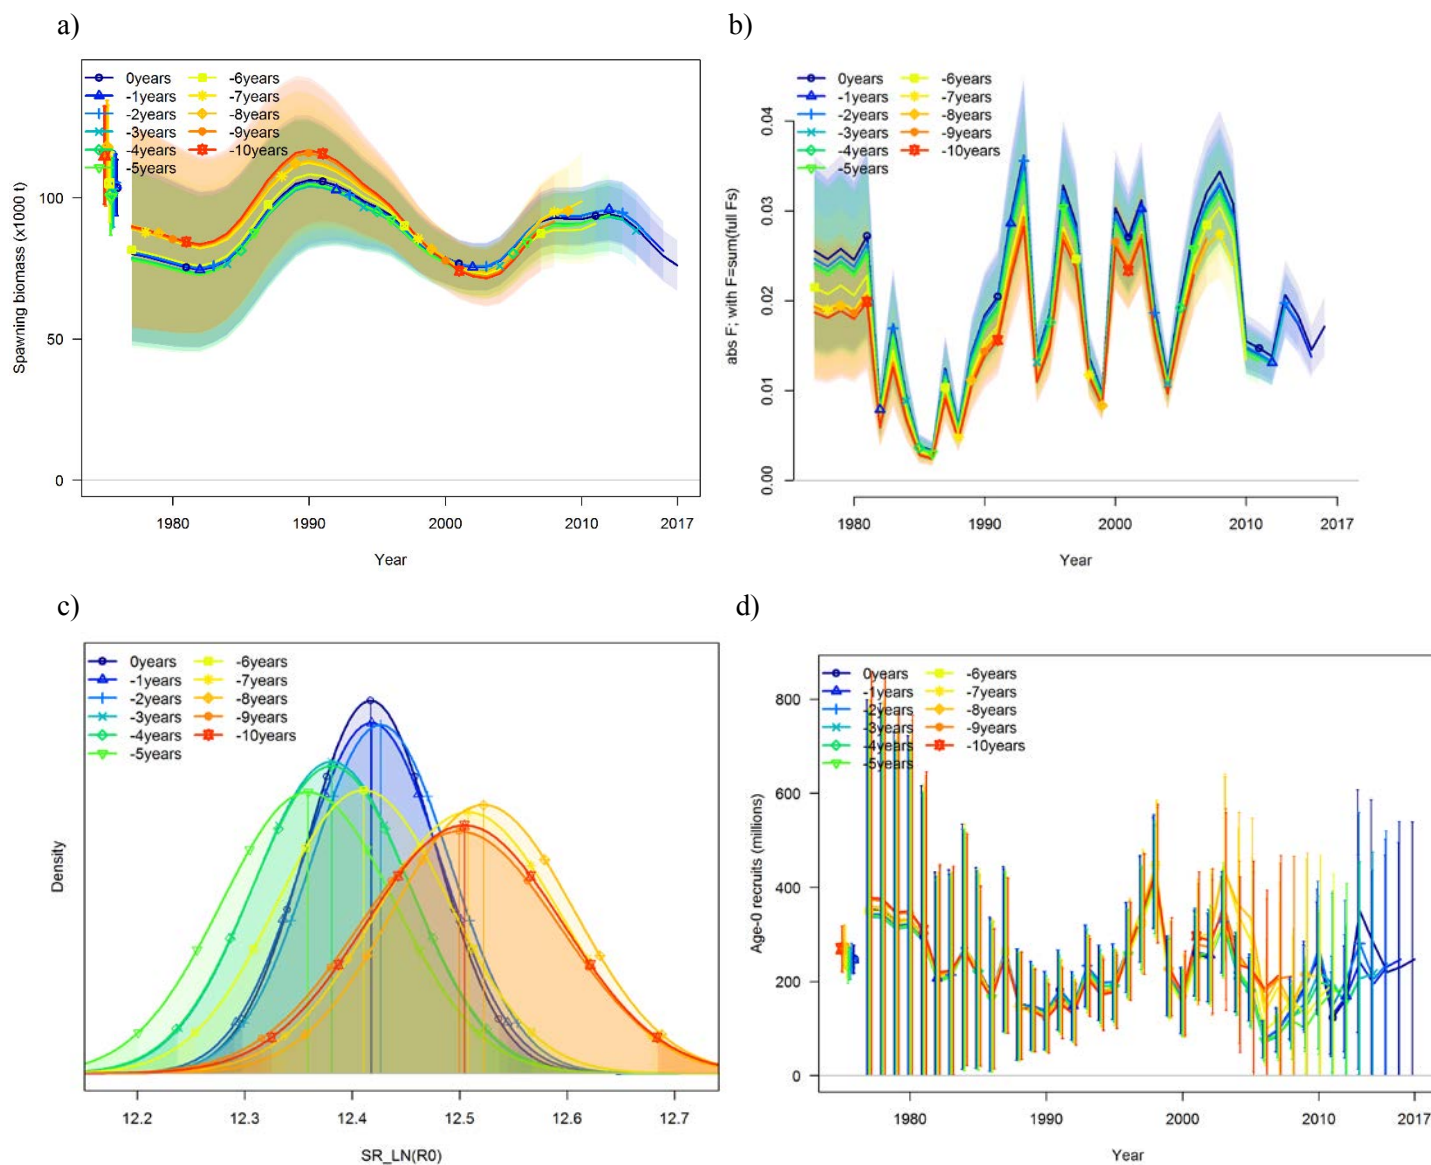 a)
0years
-1years
-2years
-3years
-4years
-5years
-6years
-7years
-8years
-9years
-10years
Spawning biomass (x1000 t)
100
50
0
1980
1990
2000
2010
2017
Year
b)
0years
-1years
-2years
-3years
-4years
-5years
-6years
-7years
-8years
-9years
-10years
abs F; with F=sum(full Fs)
0.04
0.03
0.02
0.01
0.00
1980
1990
2000
2010
2017
Year
c)
0years
-1years
-2years
-3years
-4years
-5years
-6years
-7years
-8years
-9years
-10years
Density
12.2
12.3
12.4
12.5
12.6
12.7
SR_LN(R0)
d)
0years
-1years
-2years
-3years
-4years
-5years
-6years
-7years
-8years
-9years
-10years
Age-0 recruits (millions)
800
600
400
200
0
1980
1990
2000
2010
2017
Year